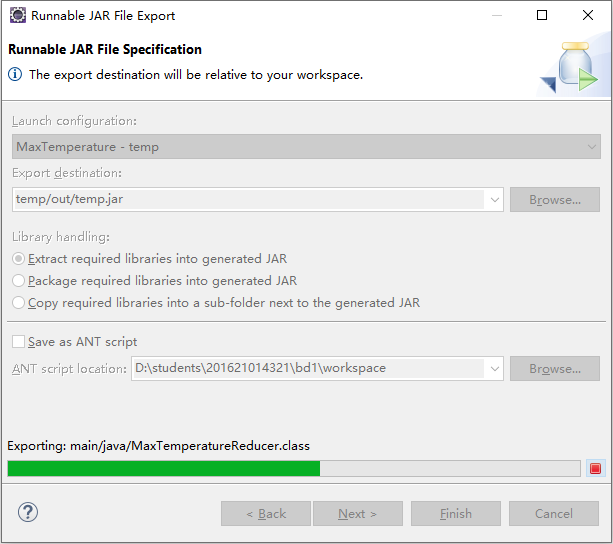 Runnable JAR File Export
Runnable JAR File Specification
The export destination will be relative to your workspace.
Launch configuration:
MaxTemperature - temp
Export destination:
temp/out/temp.jar
Browse...
Library handling:
Extract required libraries into generated JAR
Package required libraries into generated JAR
Copy required libraries into a sub-folder next to the generated JAR
Save as ANT script
ANT script location: D:\students\201621014321\bd1\workspace Browse...
Exporting: main/java/MaxTemperatureReducer.class
? < Back Next > Finish Cancel